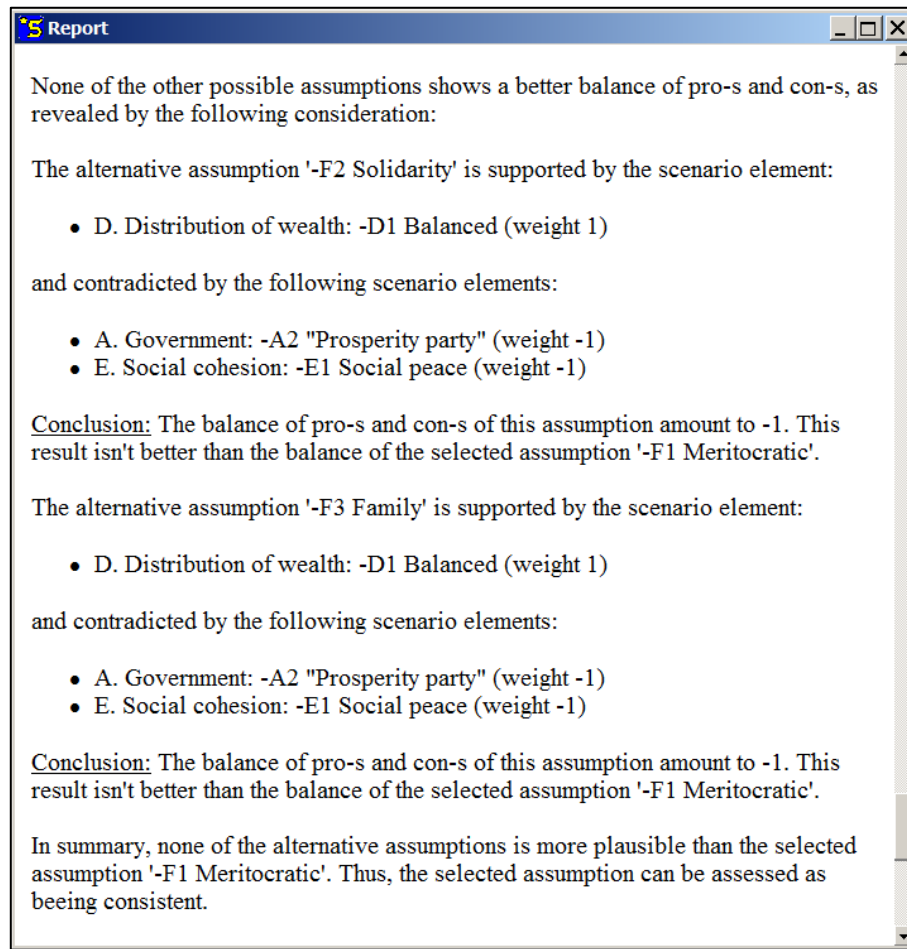 Report
None of the other possible assumptions shows a better balance of pro-s and con-s, as
revealed by the following consideration:
The alternative assumption '-F2 Solidarity' is supported by the scenario element:
• D. Distribution of wealth: -D1 Balanced (weight 1)
and contradicted by the following scenario elements:
• A. Government: -A2 "Prosperity party" (weight -1)
• E. Social cohesion: -E1 Social peace (weight -1)
Conclusion: The balance of pro-s and con-s of this assumption amount to -1. This
result isn't better than the balance of the selected assumption '-F1 Meritocratic'.
The alternative assumption '-F3 Family' is supported by the scenario element:
• D. Distribution of wealth: -D1 Balanced (weight 1)
and contradicted by the following scenario elements:
• A. Government: -A2 "Prosperity party" (weight -1)
• E. Social cohesion: -E1 Social peace (weight -1)
Conclusion: The balance of pro-s and con-s of this assumption amount to -1. This
result isn't better than the balance of the selected assumption '-F1 Meritocratic'.
In summary, none of the alternative assumptions is more plausible than the selected
assumption '-F1 Meritocratic'. Thus, the selected assumption can be assessed as
beeing consistent.